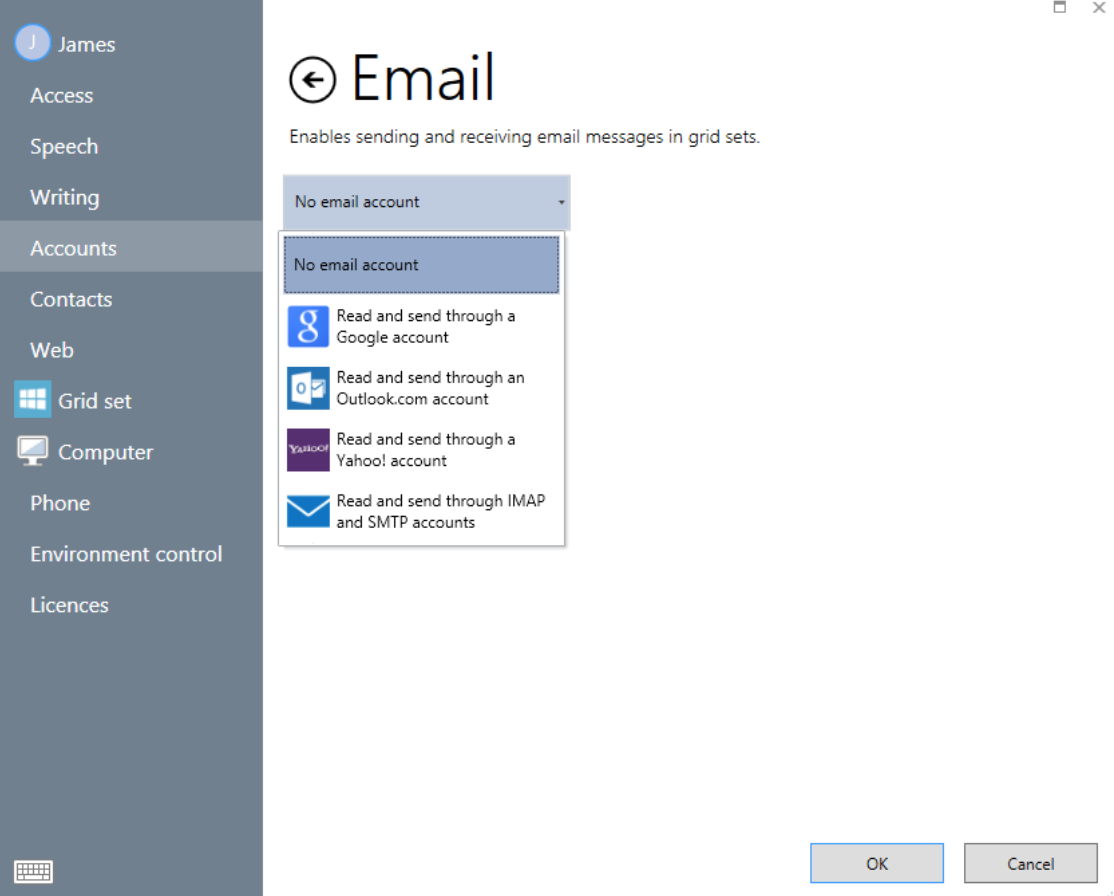 J James
Access
Speech
Writing
Accounts
Contacts
Web
Grid set
Computer
Phone
Environment control
Licences
Email
Enables sending and receiving email messages in grid sets.
No email account
No email account
g
Read and send through a
Google account
o
Read and send through an
Outlook.com account
YAHOO!
Read and send through a
Yahoo! account
Read and send through IMAP
and SMTP accounts
OK
Cancel